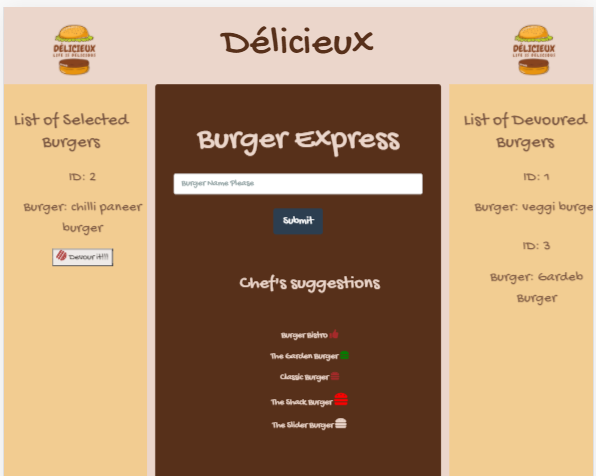 DÉLICIEUX
LIFE IS DELICIOUS
Délicieux
DÉLICIEUX
LIFE IS DELICIOUS
List of Selected
Burgers
ID: 2
Burger: chilli paneer
burger
Devour it!!!
Burger Express
Burger Name Please
Submit
Chef's suggestions
Burger Bistro
The Garden Burger
Classic Burger
The Shack Burger
The Slider Burger
List of Devoured
Burgers
ID: 1
Burger: veggi burge
ID: 3
Burger: Gardeb
Burger